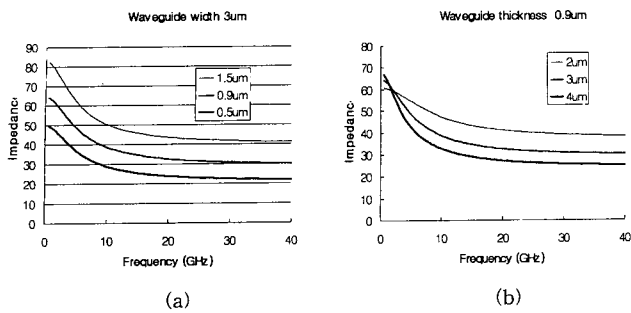 Waveguide width 3um
90
80
70
60
50
40
30
20
10
0
Impedanc
1.5um
0.9um
0.5um
0 10 20 30 40
Frequency (GHz)
(a)
Waveguide thickness 0.9um
80
70
60
50
40
30
20
10
0
Impedanc
2um
3um
4um
0 10 20 30 40
Frequency (GHz)
(b)